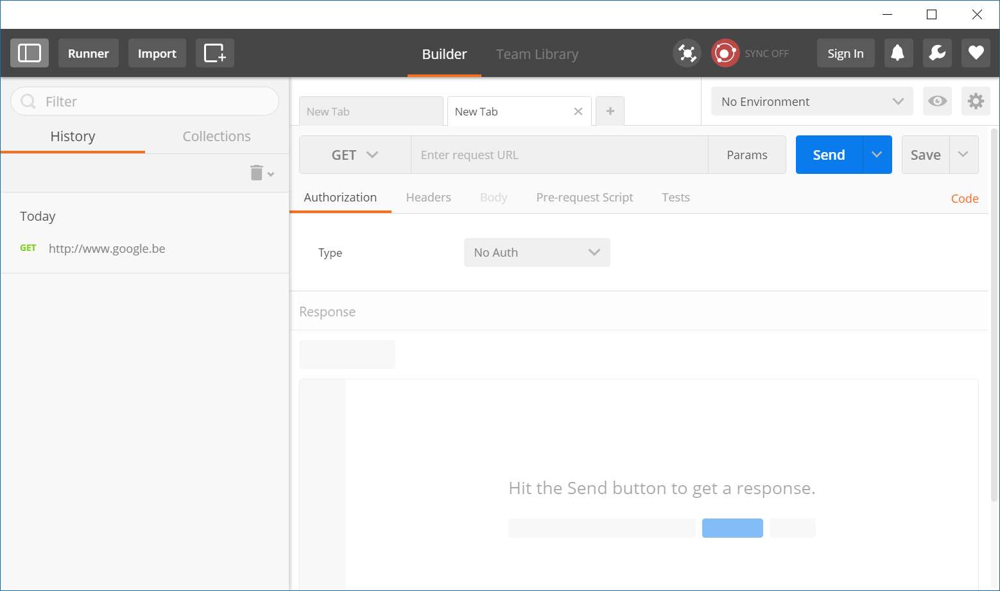 Runner Import Builder Team Library SYNC OFF Sign In
Filter
New Tab New Tab No Environment
History Collections
GET Enter request URL Params Send Save
Authorization Headers Body Pre-request Script Tests Code
Today
GET http://www.google.be
Type No Auth
Response
Hit the Send button to get a response.